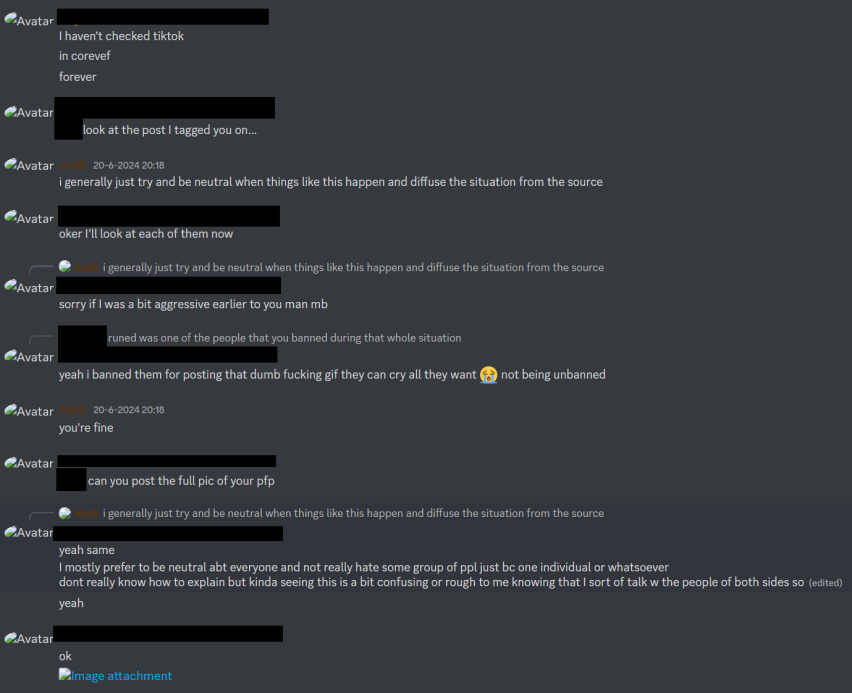 Avatar
I haven't checked tiktok
in corevef
forever
Avatar
look at the post I tagged you on...
Avatar 20-6-2024 20:18
i generally just try and be neutral when things like this happen and diffuse the situation from the source
Avatar
oker I'll look at each of them now
i generally just try and be neutral when things like this happen and diffuse the situation from the source
Avatar
sorry if I was a bit aggressive earlier to you man mb
runed was one of the people that you banned during that whole situation
Avatar
yeah i banned them for posting that dumb fucking gif they can cry all they want 😭 not being unbanned
Avatar 20-6-2024 20:18
you're fine
Avatar
can you post the full pic of your pfp
i generally just try and be neutral when things like this happen and diffuse the situation from the source
Avatar
yeah same
I mostly prefer to be neutral abt everyone and not really hate some group of ppl just bc one individual or whatsoever
dont really know how to explain but kinda seeing this is a bit confusing or rough to me knowing that I sort of talk w the people of both sides so (edited)
yeah
Avatar
ok
Image attachment